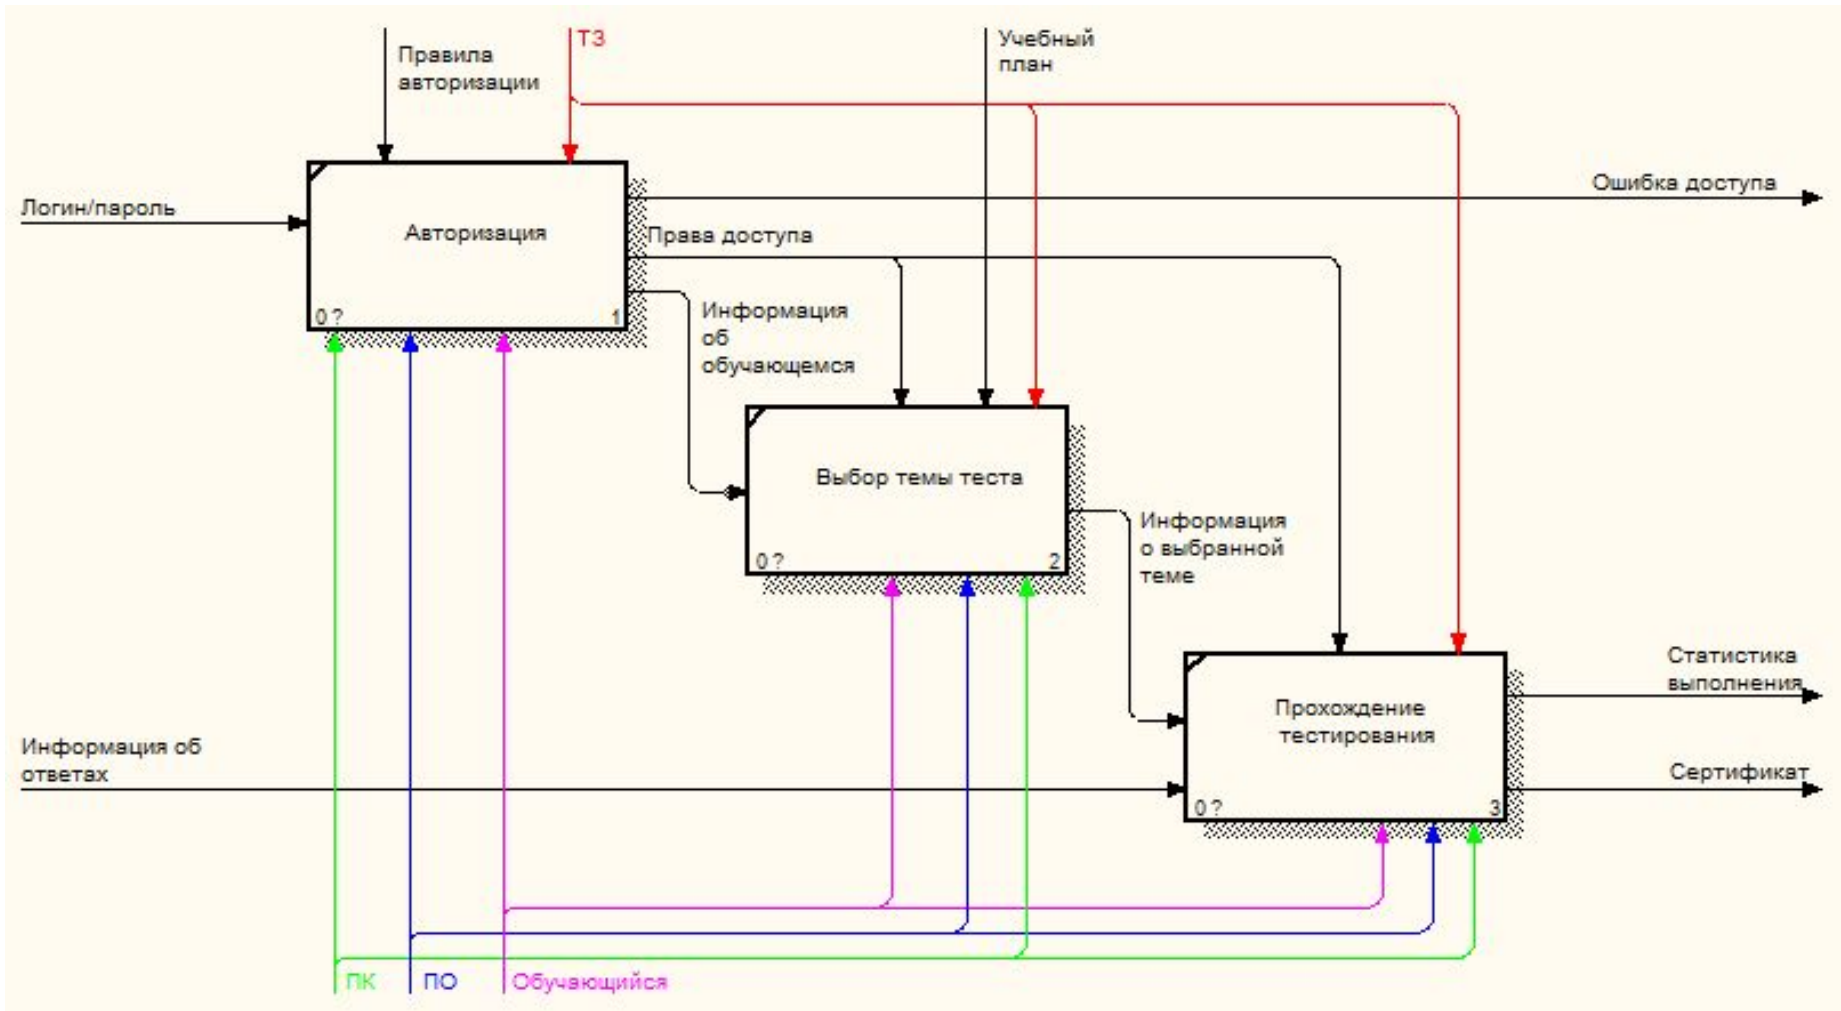 Правила
авторизации
ТЗ
Учебный
план
Логин/пароль
Авторизация
0 ?
1
Ошибка доступа
Права доступа
Информация
об
обучающемся
Выбор темы теста
0 ?
2
Информация
о выбранной
теме
Информация об
ответах
Прохождение
тестирования
0 ?
3
Статистика
выполнения
Сертификат
ПК
ПО
Обучающийся